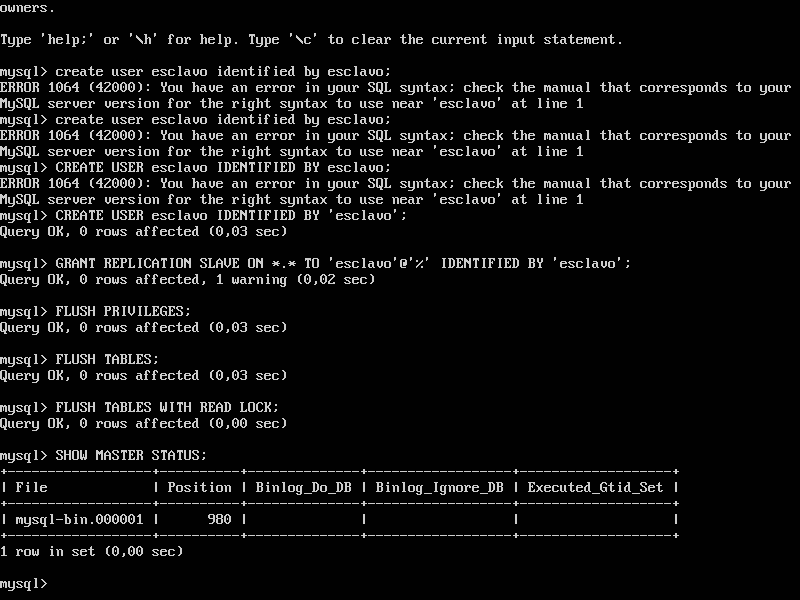 owners.
Type 'help;' or '\h' for help. Type '\c' to clear the current input statement.
mysql> create user esclavo identified by esclavo;
ERROR 1064 (42000): You have an error in your SQL syntax; check the manual that corresponds to your
MySQL server version for the right syntax to use near 'esclavo' at line 1
mysql> create user esclavo identified by esclavo;
ERROR 1064 (42000): You have an error in your SQL syntax; check the manual that corresponds to your
MySQL server version for the right syntax to use near 'esclavo' at line 1
mysql> CREATE USER esclavo IDENTIFIED BY esclavo;
ERROR 1064 (42000): You have an error in your SQL syntax; check the manual that corresponds to your
MySQL server version for the right syntax to use near 'esclavo' at line 1
mysql> CREATE USER esclavo IDENTIFIED BY 'esclavo';
Query OK, 0 rows affected (0,03 sec)
mysql> GRANT REPLICATION SLAVE ON *.* TO 'esclavo'@'%' IDENTIFIED BY 'esclavo';
Query OK, 0 rows affected, 1 warning (0,02 sec)
mysql> FLUSH PRIVILEGES;
Query OK, 0 rows affected (0,03 sec)
mysql> FLUSH TABLES;
Query OK, 0 rows affected (0,03 sec)
mysql> FLUSH TABLES WITH READ LOCK;
Query OK, 0 rows affected (0,00 sec)
mysql> SHOW MASTER STATUS;
+------------------+----------+--------------+------------------+-------------------+
| File             | Position | Binlog_Do_DB | Binlog_Ignore_DB | Executed_Gtid_Set |
+------------------+----------+--------------+------------------+-------------------+
| mysql-bin.000001 |      980 |              |                  |                   |
+------------------+----------+--------------+------------------+-------------------+
1 row in set (0,00 sec)
mysql>